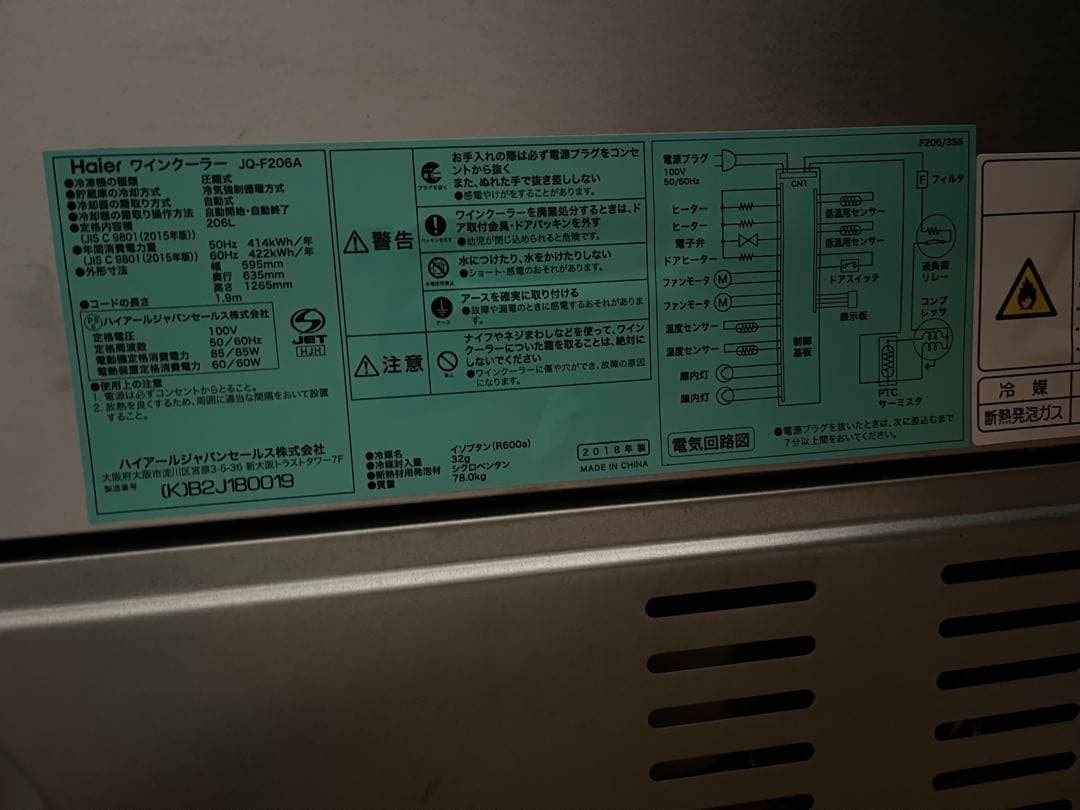 Haier ワインクーラー JQ-F206A
●冷凍機の種類 圧縮式
●貯蔵庫の冷却方式 冷気強制循環方式
●冷却器の霜取り方式 自動式
●冷却器の霜取り操作方法 自動開始・自動終了
●定格内容積 206L
(JIS C 9801(2015年版))
●年間消費電力量 50Hz 414kWh/年
(JIS C 9801(2015年版)) 60Hz 422kWh/年
●外形寸法 幅 595mm
奥行 635mm
高さ 1265mm
●コードの長さ 1.9m
PSE ハイアールジャパンセールス株式会社
定格電圧 100V
定格周波数 50/60Hz
電動機定格消費電力 85/85W
電熱装置定格消費電力 60/60W
JET
HJH
●使用上の注意
1. 電源は必ずコンセントからとること。
2. 放熱を良くするため、周囲に適当な間隔をおいて設置
すること。
ハイアールジャパンセールス株式会社
大阪府大阪市淀川区宮原3-5-36 新大阪トラストタワー7F
製造番号 (K)B2J180019
警告
プラグを抜く
お手入れの際は必ず電源プラグをコンセ
ントから抜く
また、ぬれた手で抜き差ししない
●感電やけがをすることがあります。
パッキンを外す
ワインクーラーを廃棄処分するときは、ド
ア取付金具・ドアパッキンを外す
●幼児が閉じ込められると危険です。
水につけたり、水をかけたりしない
●ショート・感電のおそれがあります。
アース
アースを確実に取り付ける
●故障や漏電のときに感電するおそれがありま
す。
注意
禁止
ナイフやネジまわしなどを使って、ワイン
クーラーについた霜を取ることは、絶対に
しないでください
●ワインクーラーに傷や穴ができ、故障の原因
になります。
●冷媒名 イソブタン(R600a)
●冷媒封入量 32g
●断熱材用発泡材 シクロペンタン
●質量 78.0kg
2018年製
MADE IN CHINA
F206/356
電源プラグ
100V
50/60Hz
CN1
F フィルタ
ヒーター
ヒーター
電子弁
ドアヒーター
ファンモータ M
ファンモータ M
温度センサー
温度センサー
庫内灯
庫内灯
制御
基板
低温用センサー
低温用センサー
ドアスイッチ
表示板
過負荷
リレー
コンプ
レッサ
PTC
サーミスタ
電気回路図
●電源プラグを抜いたときは、次に差込むまで
7分以上間をおいてください。
冷媒
断熱発泡ガス